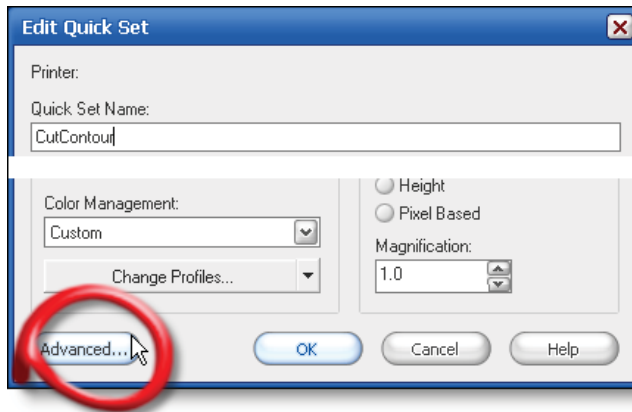 Edit Quick Set
Printer:
Quick Set Name:
CutContour
Height
Color Management:
Pixel Based
Custom
Magnification:
Change Profiles...
1.0
Advanced...
OK
Cancel
Help